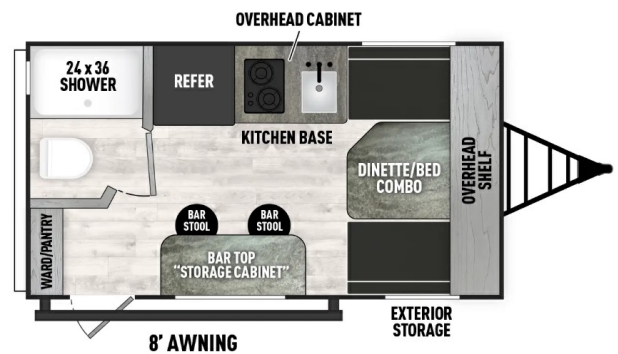 OVERHEAD CABINET
24 x 36
SHOWER
REFER
KITCHEN BASE
DINETTE/BED
COMBO
OVERHEAD
SHELF
BAR
STOOL
BAR
STOOL
WARD/PANTRY
BAR TOP
"STORAGE CABINET"
EXTERIOR
STORAGE
8' AWNING